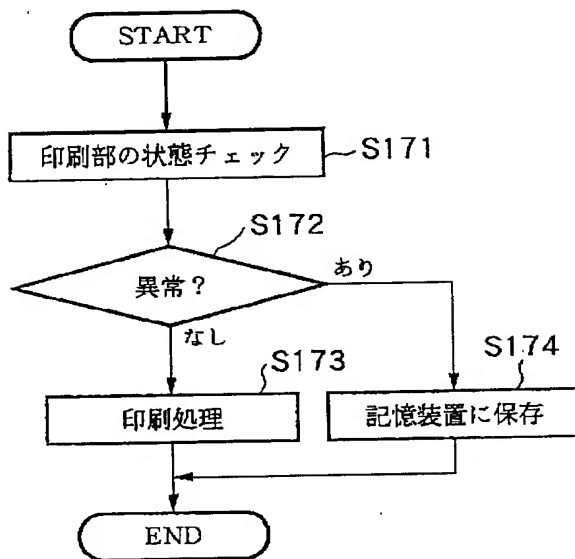 START
印刷部の状態チェック
S171
S172
異常?
あり
なし
S173
S174
印刷処理
記憶装置に保存
END